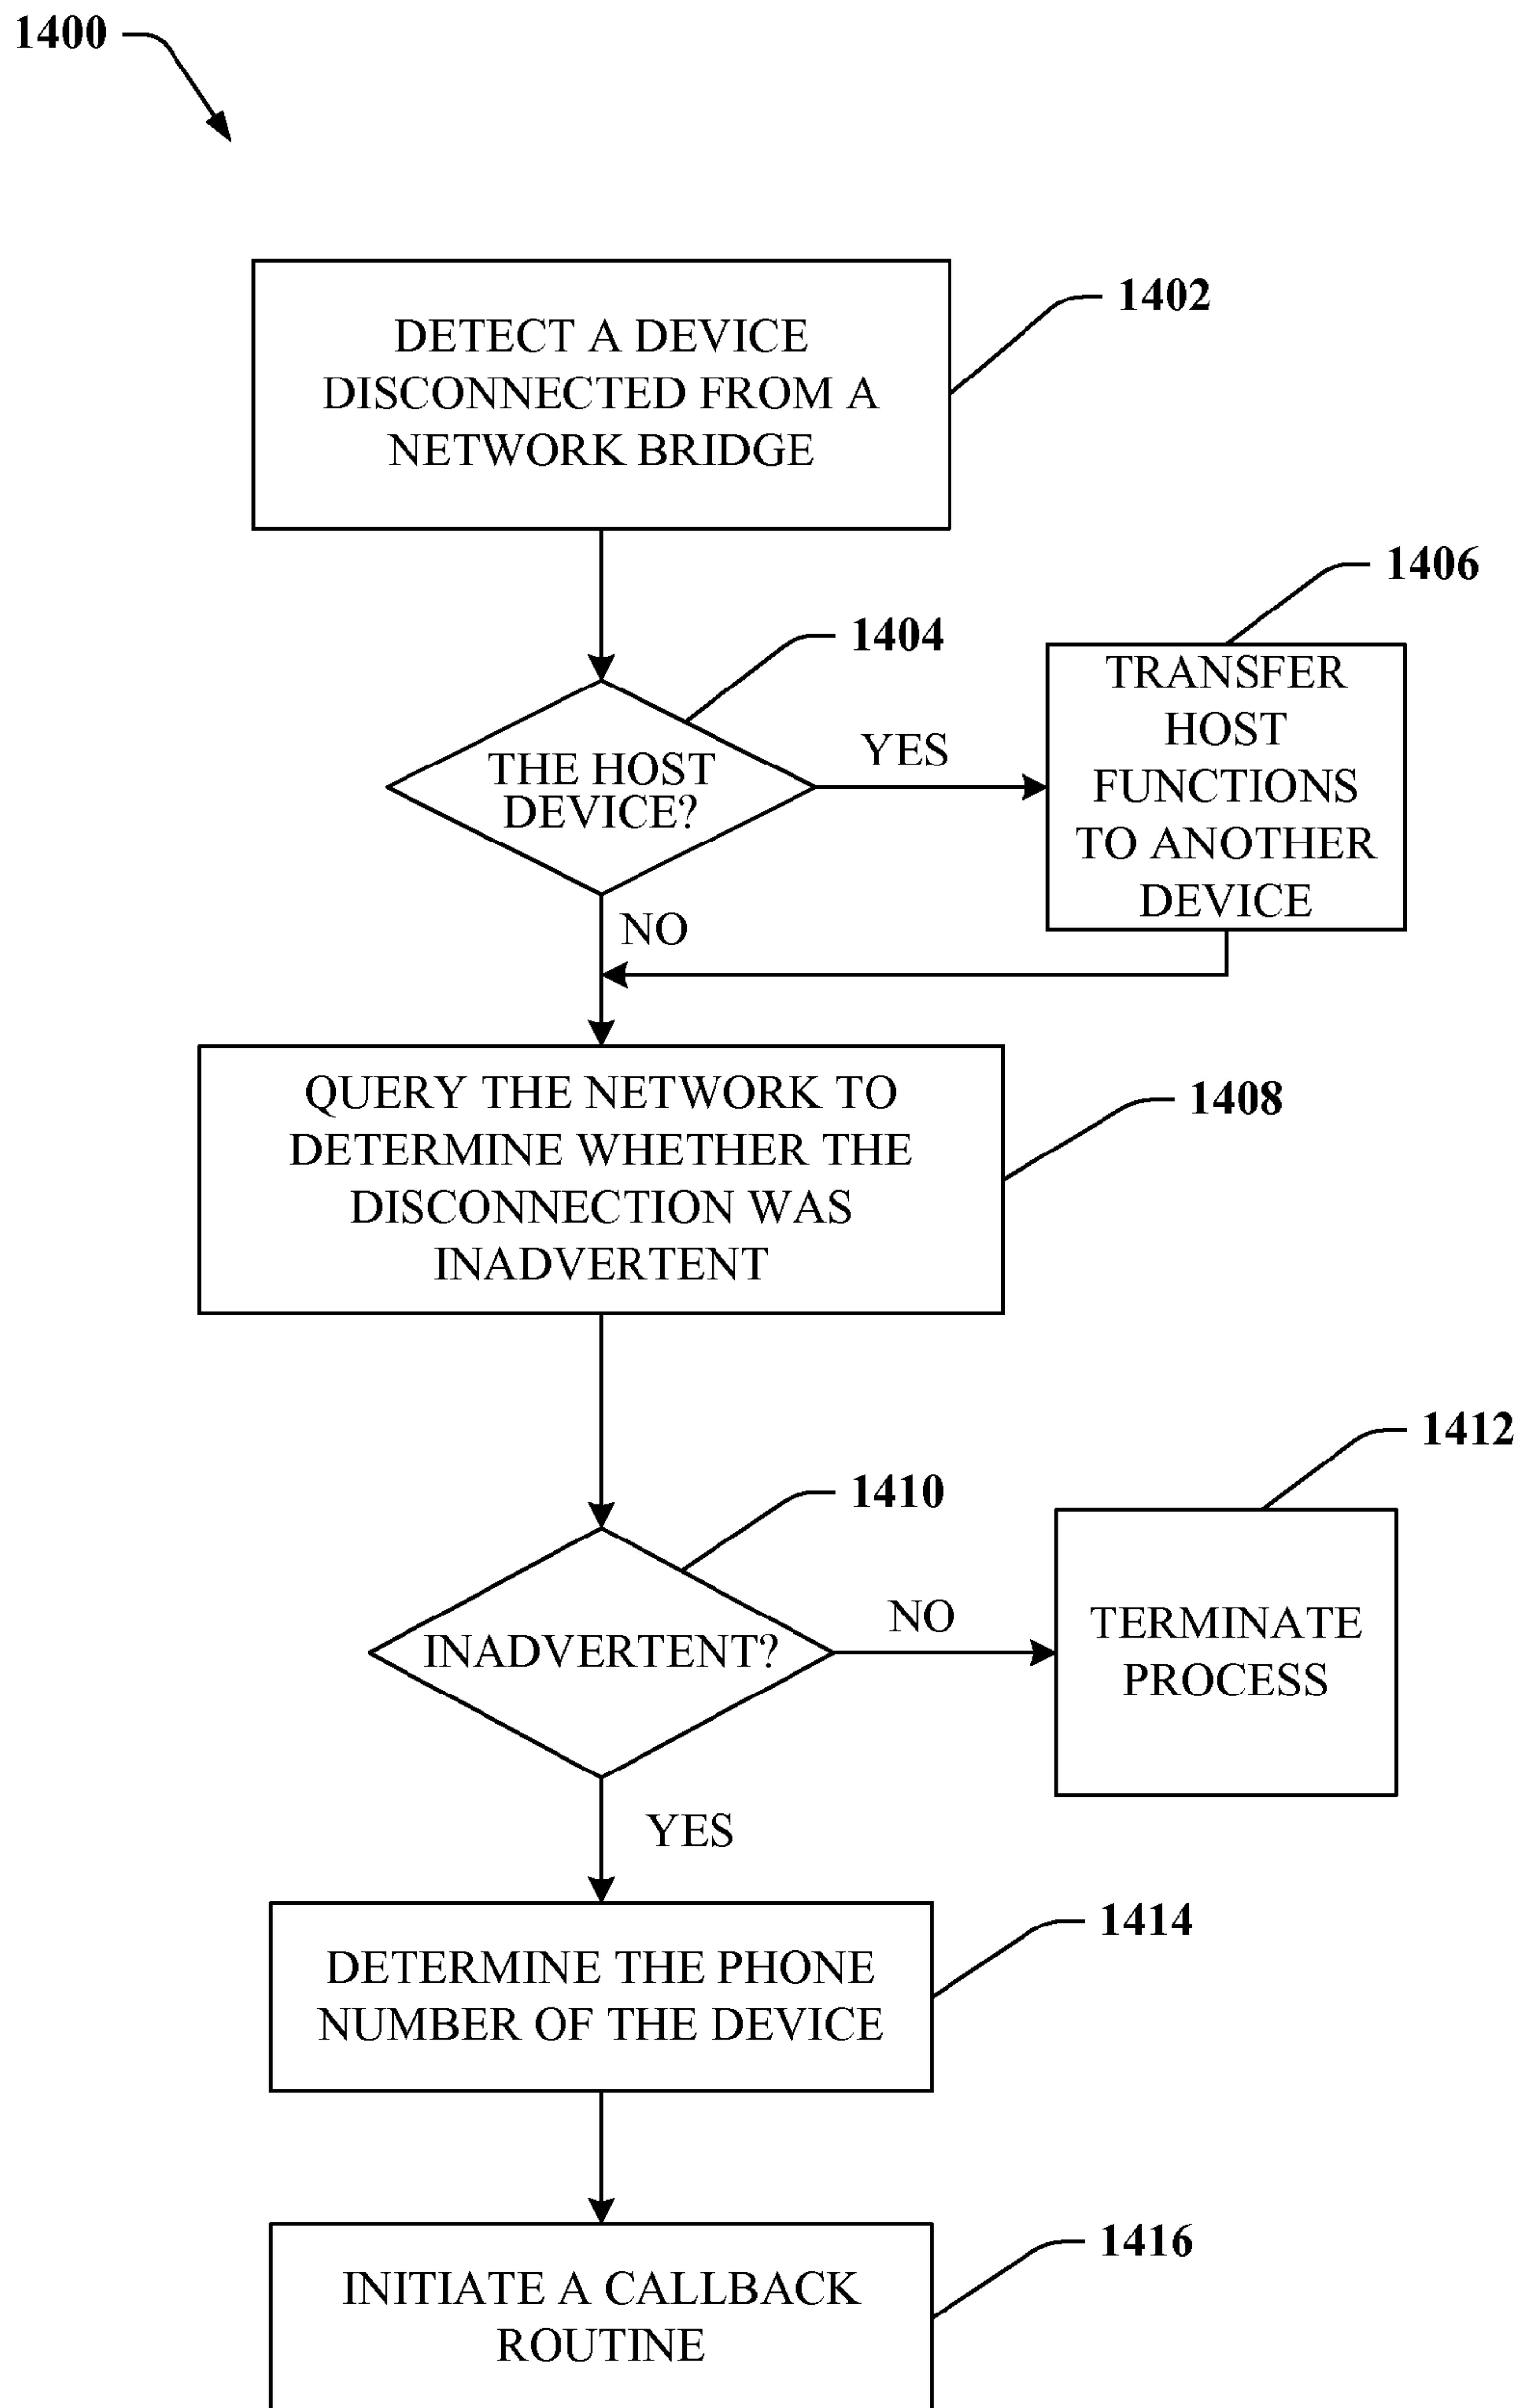 1400
1402
DETECT A DEVICE
DISCONNECTED FROM A
NETWORK BRIDGE
1406
1404
TRANSFER
HOST
FUNCTIONS
TO ANOTHER
DEVICE
YES
THE HOST
DEVICE?
NO
QUERY THE NETWORK TO
DETERMINE WHETHER THE
DISCONNECTION WAS
INADVERTENT
1408
1412
1410
NO
INADVERTENT?
TERMINATE
PROCESS
YES
1414
DETERMINE THE PHONE
NUMBER OF THE DEVICE
1416
INITIATE A CALLBACK
ROUTINE